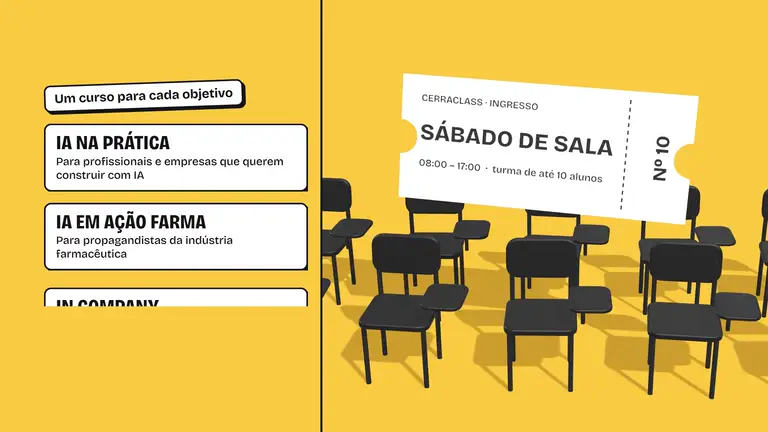 Um curso para cada objetivo
IA NA PRÁTICA
Para profissionais e empresas que querem
construir com IA
IA EM AÇÃO FARMA
Para propagandistas da indústria
farmacêutica
IN COMPANY
CERRACLASS · INGRESSO
SÁBADO DE SALA
08:00 – 17:00 · turma de até 10 alunos
Nº 10